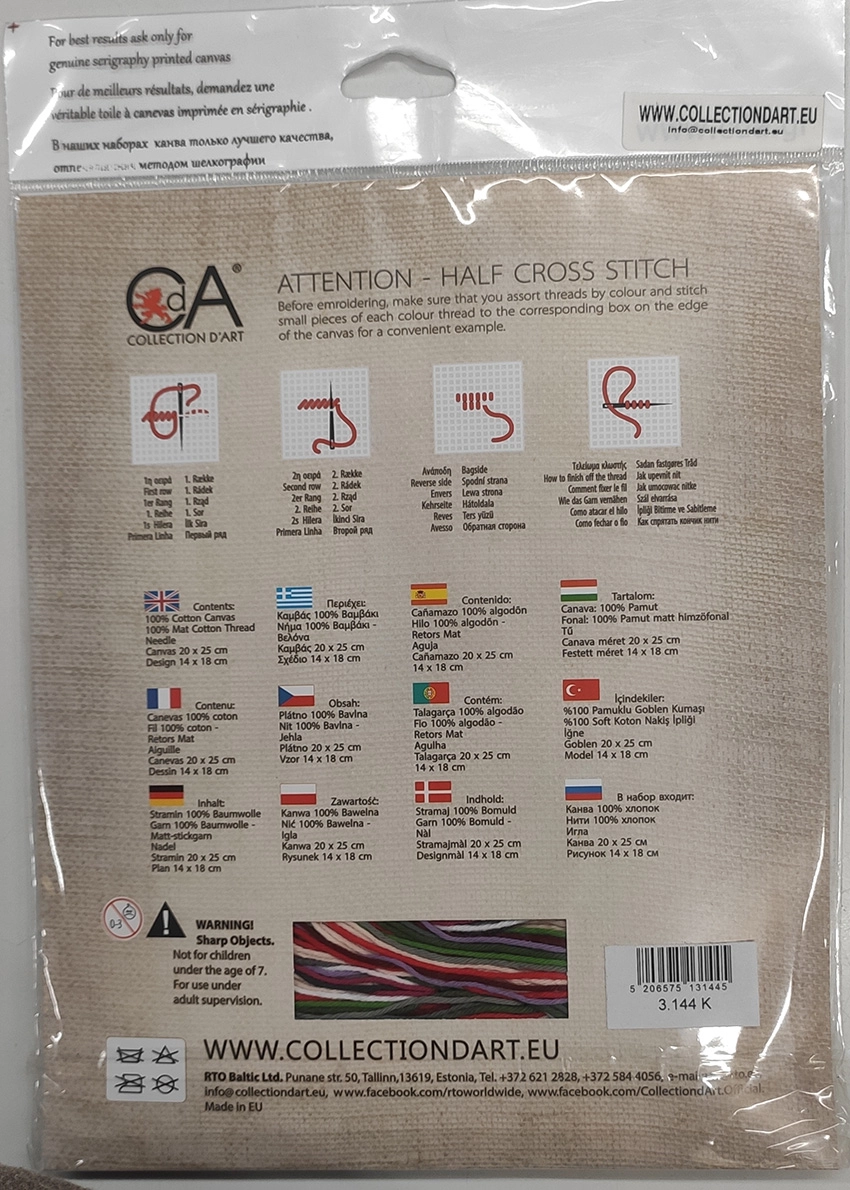 For best results ask only for
genuine serigraphy printed canvas
Pour de meilleurs résultats, demandez une
véritable toile à canevas imprimée en sérigraphie .
В наших наборах канва только лучшего качества,
методом шелкографии
WWW.COLLECTIONDART.EU
info@collectiondart.eu
CdA®
COLLECTION D'ART
ATTENTION - HALF CROSS STITCH
Before emroldering, make sure that you assort threads by colour and stitch
small pieces of each colour thread to the corresponding box on the edge
of the canvas for a convenient example.
1η σειρά 1. Række
First row 1. Rádek
1er Rang 1. Rząd
1. Reihe 1. Sor
1s Hilera İlk Sira
Primera Linha Первый ряд
2η σειρά 2. Række
Second row 2. Rádek
2er Rang 2. Rząd
2. Reihe 2. Sor
2s Hilera İkinci Sira
Primera Linha Второй ряд
Ανάποδη Bagside
Reverse side Spodní strana
Envers Lewa strona
Kehrseite Hátoldala
Reves Ters yüzü
Avesso Обратная сторона
Τελείωμα κλωστής Sadan fastgøres Tråd
How to finish off the thread Jak upevnit nit
Comment fixer le fil Jak umocowac nitke
Wie das Garn vernähen Szál elvarrása
Como atacar el hilo İpliği Bitirme ve Sabitleme
Como fechar o fio Как спрятать кончик нити
Contents:
100% Cotton Canvas
100% Mat Cotton Thread
Needle
Canvas 20 x 25 cm
Design 14 x 18 cm
Περιέχει:
Καμβάς 100% Βαμβάκι
Νήμα 100% Βαμβάκι -
Βελόνα
Καμβάς 20 x 25 cm
Σχέδιο 14 x 18 cm
Contenido:
Cañamazo 100% algodón
Hilo 100% algodón -
Retors Mat
Aguja
Cañamazo 20 x 25 cm
14 x 18 cm
Tartalom:
Canava: 100% Pamut
Fonal: 100% Pamut matt himzöfonal
Tű
Canava méret 20 x 25 cm
Festett méret 14 x 18 cm
Contenu:
Canevas 100% coton
Fil 100% coton -
Retors Mat
Aiguille
Canevas 20 x 25 cm
Dessin 14 x 18 cm
Obsah:
Plátno 100% Bavlna
Nit 100% Bavlna -
Jehla
Plátno 20 x 25 cm
Vzor 14 x 18 cm
Contém:
Talagarça 100% algodão
Fio 100% algodão -
Retors Mat
Agulha
Talagarça 20 x 25 cm
14 x 18 cm
İçindekiler:
%100 Pamuklu Goblen Kumaşı
%100 Soft Koton Nakiş İpliği
Iğne
Goblen 20 x 25 cm
Model 14 x 18 cm
Inhalt:
Stramin 100% Baumwolle
Garn 100% Baumwolle -
Matt-stickgarn
Nadel
Stramin 20 x 25 cm
Plan 14 x 18 cm
Zawartość:
Kanwa 100% Bawełna
Nić 100% Bawełna -
Igla
Kanwa 20 x 25 cm
Rysunek 14 x 18 cm
Indhold:
Stramaj 100% Bomuld
Garn 100% Bomuld -
Nàl
Stramajmàl 20 x 25 cm
Designmàl 14 x 18 cm
В набор входит:
Канва 100% хлопок
Нити 100% хлопок
Игла
Канва 20 x 25 см
Рисунок 14 x 18 см
0-3
WARNING!
Sharp Objects.
Not for children
under the age of 7.
For use under
adult supervision.
5 206575 131445
3.144 K
WWW.COLLECTIONDART.EU
RTO Baltic Ltd. Punane str. 50, Tallinn,13619, Estonia, Tel. +372 621 2828, +372 584 4056,
info@collectiondart.eu, www.facebook.com/rtoworldwide, www.facebook.com/CollectionDArt.Official.
Made in EU